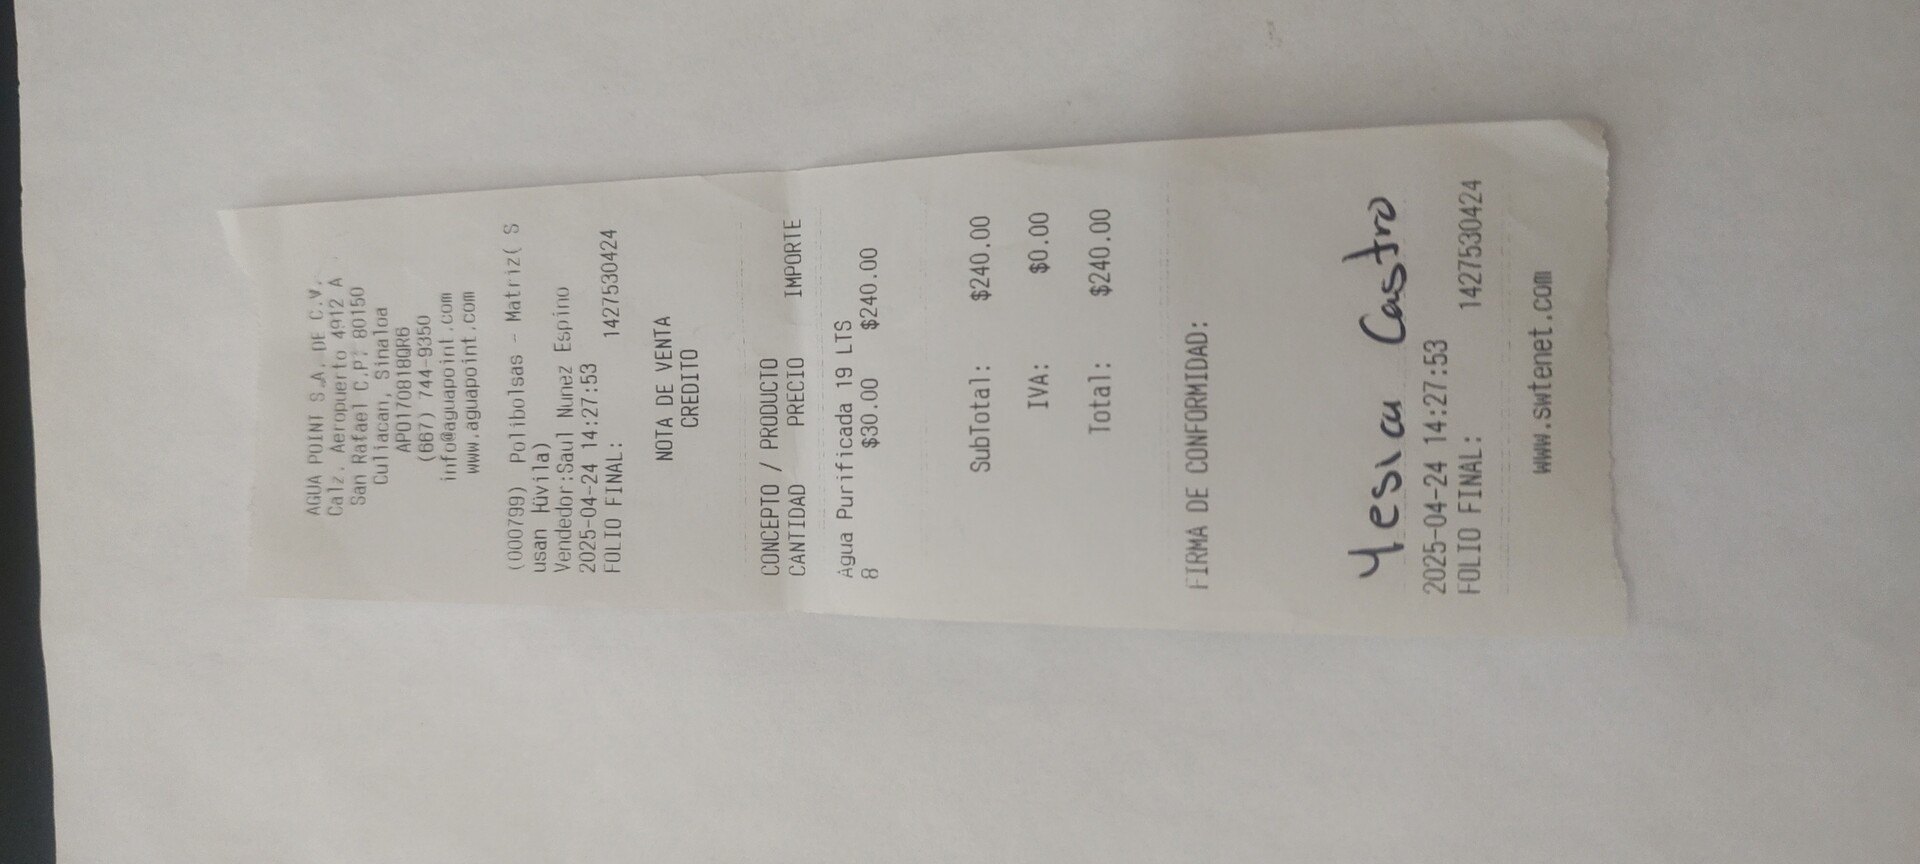 AGUA POINT S.A. DE C.V.
Calz. Aeropuerto 4912 A
San Rafael C.P: 80150
Culiacan, Sinaloa
APO170818QR6
(667) 744-9350
info@aguapoint.com
www.aguapoint.com
(000799) Polibolsas - Matriz( S
usan Hüvila)
Vendedor:Saul Nunez Espino
2025-04-24 14:27:53
FOLIO FINAL: 1427530424
NOTA DE VENTA
CREDITO
CONCEPTO / PRODUCTO
CANTIDAD PRECIO IMPORTE
Agua Purificada 19 LTS
8 $30.00 $240.00
SubTotal: $240.00
IVA: $0.00
Total: $240.00
FIRMA DE CONFORMIDAD:
Yesica Castro
2025-04-24 14:27:53
FOLIO FINAL: 1427530424
www.swtenet.com